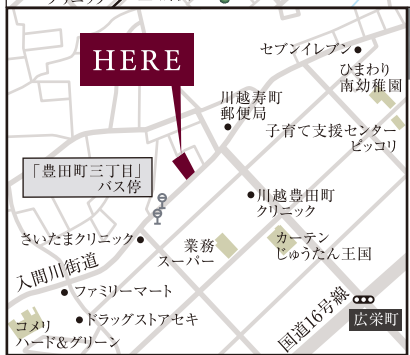 HERE
セブンイレブン
ひまわり
南幼稚園
川越寿町
郵便局
子育て支援センター
ピッコリ
「豊田町三丁目」
バス停
川越豊田町
クリニック
さいたまクリニック
業務
スーパー
カーテン
じゅうたん王国
入間川街道
ファミリーマート
ドラッグストアセキ
コメリ
ハード&グリーン
国道16号線
広栄町